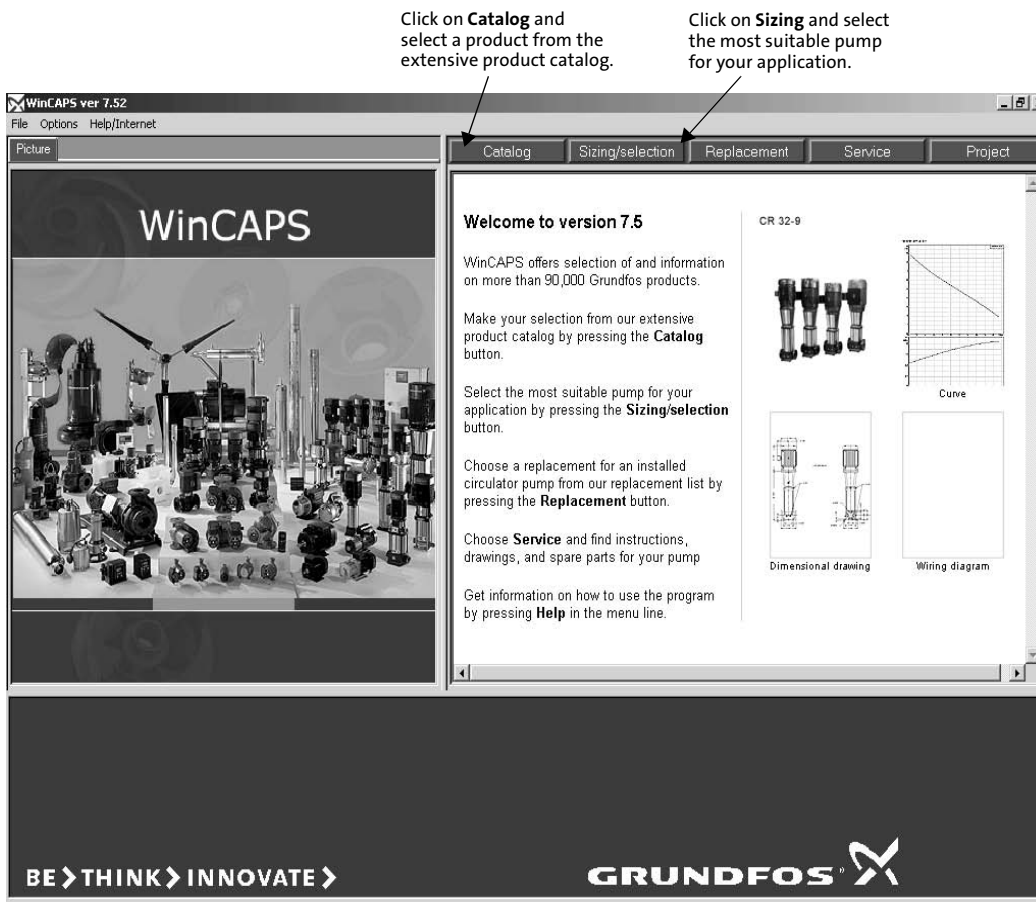 Click on Catalog and
select a product from the
extensive product catalog.
Click on Sizing and select
the most suitable pump
for your application.
WinCAPS ver 7.52
File Options Help/Internet
Picture
Catalog
Sizing/selection
Replacement
Service
Project
WinCAPS
Welcome to version 7.5
WinCAPS offers selection of and information
on more than 90,000 Grundfos products.
Make your selection from our extensive
product catalog by pressing the Catalog
button.
Select the most suitable pump for your
application by pressing the Sizing/selection
button.
Choose a replacement for an installed
circulator pump from our replacement list by
pressing the Replacement button.
Choose Service and find instructions,
drawings, and spare parts for your pump
Get information on how to use the program
by pressing Help in the menu line.
CR 32-9
Curve
Dimensional drawing
Wiring diagram
BE>THINK>INNOVATE>
GRUNDFOS